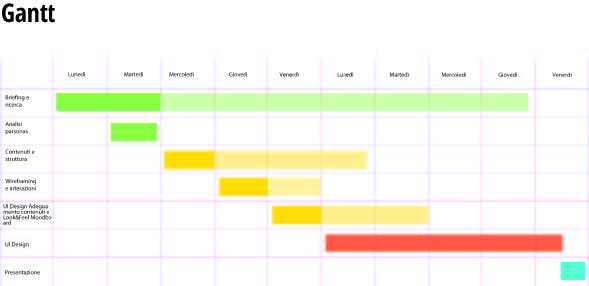 Gantt
Lunedì Martedì Mercoledì Giovedì Venerdì Lunedì Martedì Mercoledì Giovedì Venerdì
Briefing e
ricerca
Analisi
parsonas
Contenuti e
struttura
Wireframing
e interazioni
UI Design Adegua-
mento contenuti e
Look&Feel Moodbo-
ard
UI Design
Presentazione